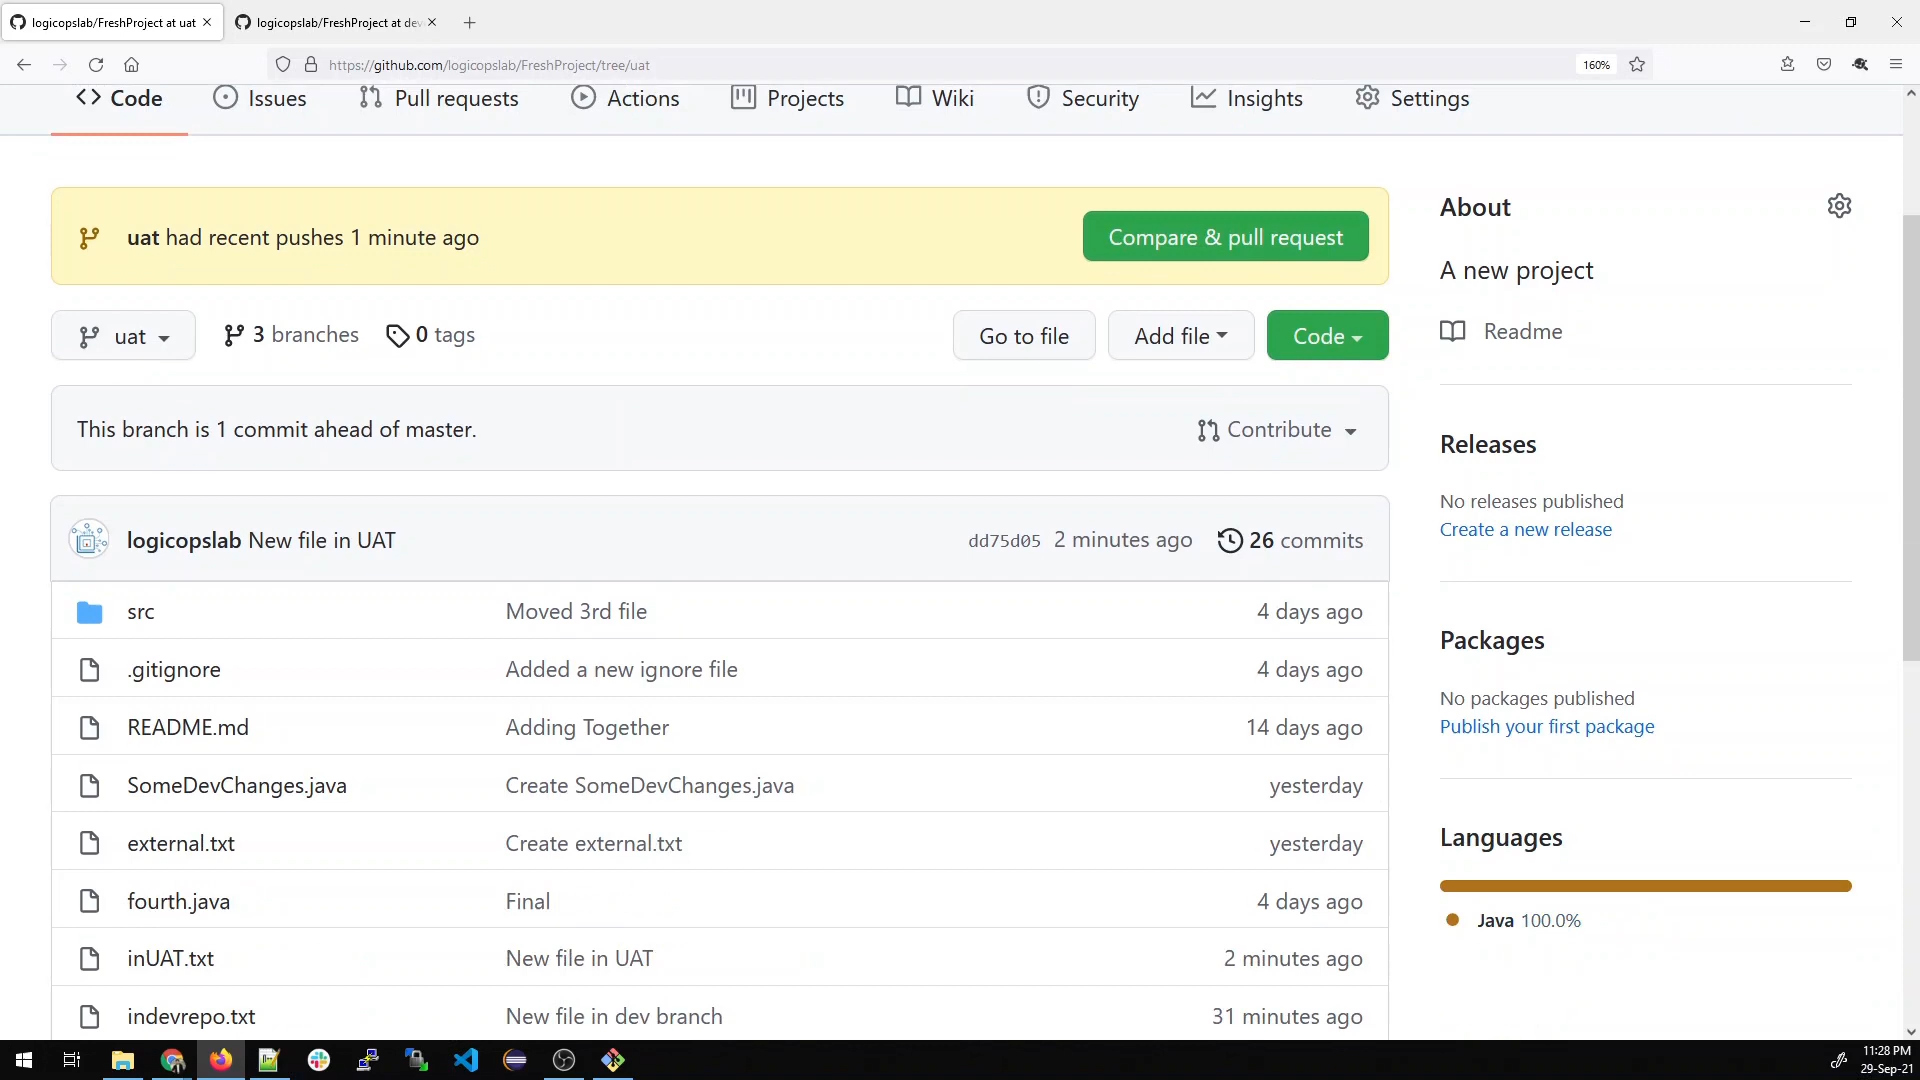 logicopslab/FreshProject at uat
logicopslab/FreshProject at dev
https://github.com/logicopslab/FreshProject/tree/uat
160%
Code
Issues
Pull requests
Actions
Projects
Wiki
Security
Insights
Settings
uat had recent pushes 1 minute ago
Compare & pull request
uat
3 branches
0 tags
Go to file
Add file
Code
This branch is 1 commit ahead of master.
Contribute
logicopslab New file in UAT
dd75d05 2 minutes ago
26 commits
src Moved 3rd file 4 days ago
.gitignore Added a new ignore file 4 days ago
README.md Adding Together 14 days ago
SomeDevChanges.java Create SomeDevChanges.java yesterday
external.txt Create external.txt yesterday
fourth.java Final 4 days ago
inUAT.txt New file in UAT 2 minutes ago
indevrepo.txt New file in dev branch 31 minutes ago
About
A new project
Readme
Releases
No releases published
Create a new release
Packages
No packages published
Publish your first package
Languages
Java 100.0%
11:28 PM
29-Sep-21